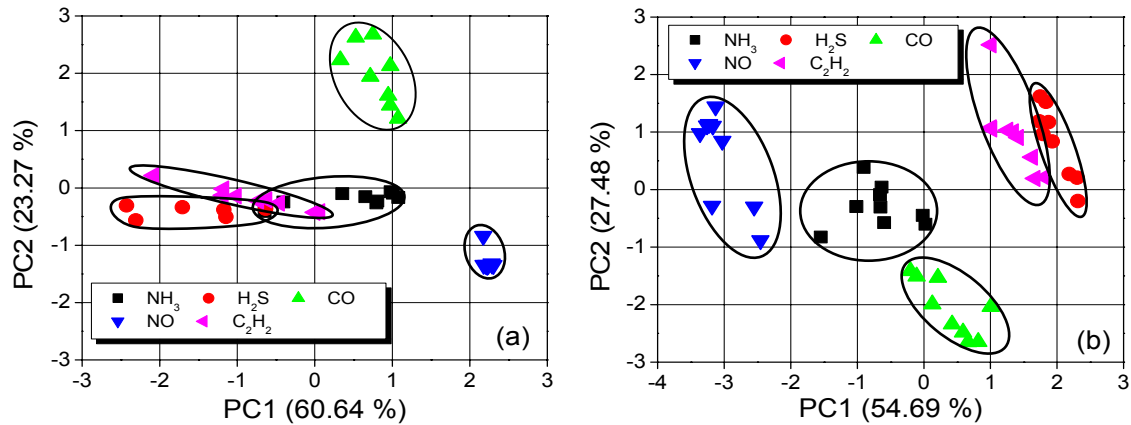 3
2
1
0
-1
-2
-3
PC2 (23.27 %)
-3 -2 -1 0 1 2 3
PC1 (60.64 %)
NH₃ H₂S CO
NO C₂H₂
(a)
3
2
1
0
-1
-2
-3
PC2 (27.48 %)
NH₃ H₂S CO
NO C₂H₂
(b)
-4 -3 -2 -1 0 1 2 3
PC1 (54.69 %)